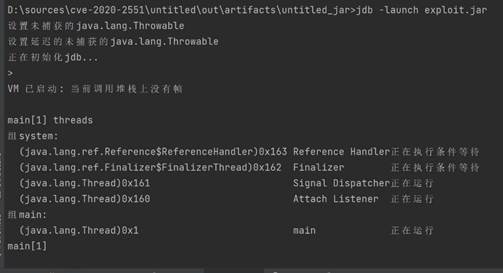 D:\sources\cve-2020-2551\untitled\out\artifacts\untitled_jar>jdb -launch exploit.jar
设置未捕获的java.lang.Throwable
设置延迟的未捕获的java.lang.Throwable
正在初始化jdb...
>
VM 已启动: 当前调用堆栈上没有帧
main[1] threads
组system:
(java.lang.ref.Reference$ReferenceHandler)0x163 Reference Handler正在执行条件等待
(java.lang.ref.Finalizer$FinalizerThread)0x162 Finalizer 正在执行条件等待
(java.lang.Thread)0x161 Signal Dispatcher正在运行
(java.lang.Thread)0x160 Attach Listener 正在运行
组main:
(java.lang.Thread)0x1 main 正在运行
main[1]